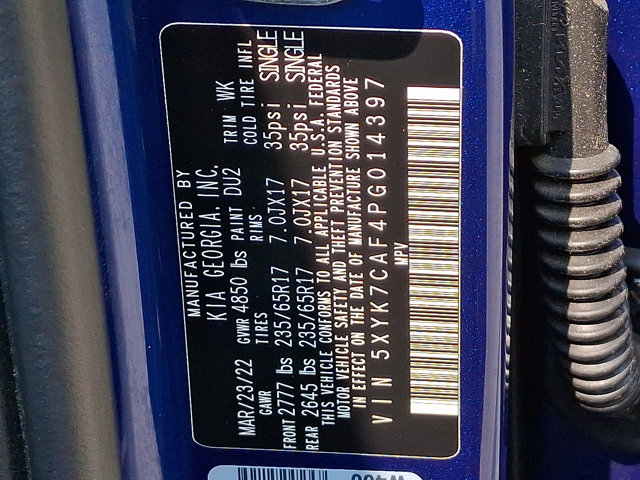 MANUFACTURED BY
KIA GEORGIA. INC.
MAR/23/22 GVWR 4850 lbs PAINT DU2 TRIM WK
GAWR TIRES RIMS COLD TIRE INFL
FRONT 2777 lbs 235/65R17 7.0JX17 35psi SINGLE
REAR 2645 lbs 235/65R17 7.0JX17 35psi SINGLE
THIS VEHICLE CONFORMS TO ALL APPLICABLE U.S.A. FEDERAL
MOTOR VEHICLE SAFETY AND THEFT PREVENTION STANDARDS
IN EFFECT ON THE DATE OF MANUFACTURE SHOWN ABOVE
VIN 5XYK7CAF4PG014397
MPV